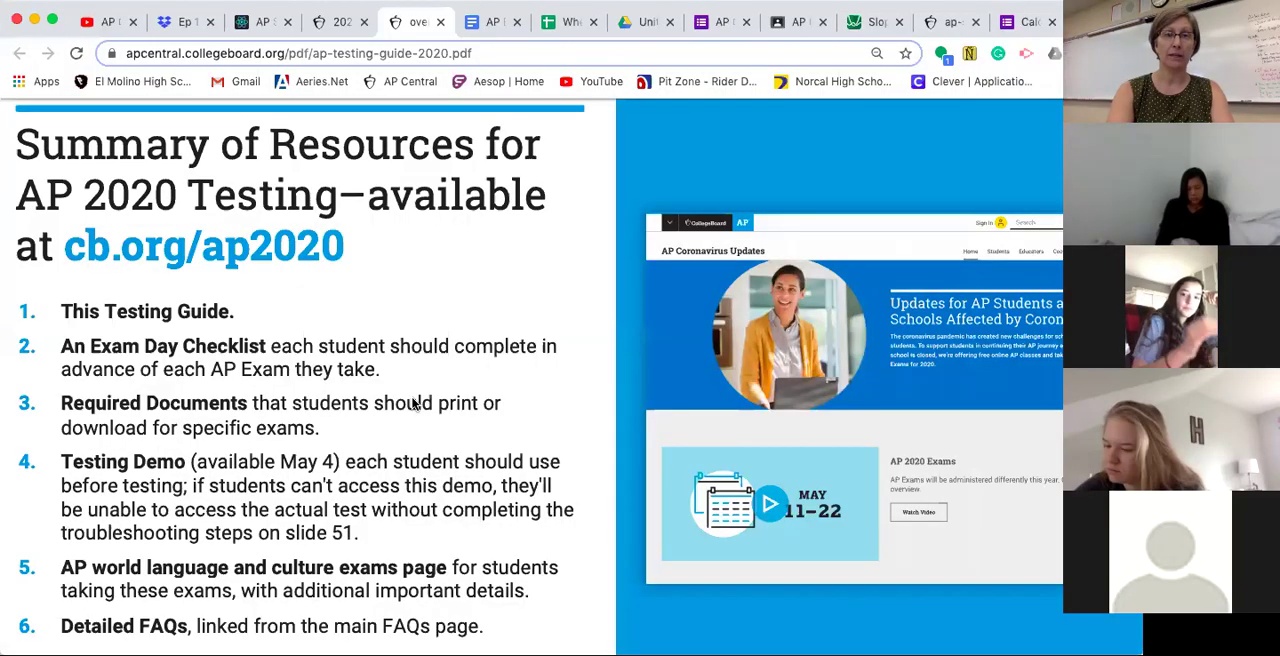 AP
Ep 1
AP S
202
ove
AP I
Wh
Unit
AP
AP
Slo
ap-
Calc
apcentral.collegeboard.org/pdf/ap-testing-guide-2020.pdf
Apps
El Molino High Sc...
Gmail
Aeries.Net
AP Central
Aesop | Home
YouTube
Pit Zone - Rider D...
Norcal High Scho...
Clever | Applicatio...
Summary of Resources for
AP 2020 Testing—available
at cb.org/ap2020
1. This Testing Guide.
2. An Exam Day Checklist each student should complete in
advance of each AP Exam they take.
3. Required Documents that students should print or
download for specific exams.
4. Testing Demo (available May 4) each student should use
before testing; if students can't access this demo, they'll
be unable to access the actual test without completing the
troubleshooting steps on slide 51.
5. AP world language and culture exams page for students
taking these exams, with additional important details.
6. Detailed FAQs, linked from the main FAQs page.
CollegeBoard AP
Sign In
Search
AP Coronavirus Updates
Home Students Educators
Updates for AP Students a
Schools Affected by Coron
The coronavirus pandemic has created new challenges for sch
students. To support students in continuing their AP journey
school is closed, we're offering free online AP classes and tak
Exams for 2020.
MAY
11–22
AP 2020 Exams
AP Exams will be administered differently this year.
overview.
Watch Video